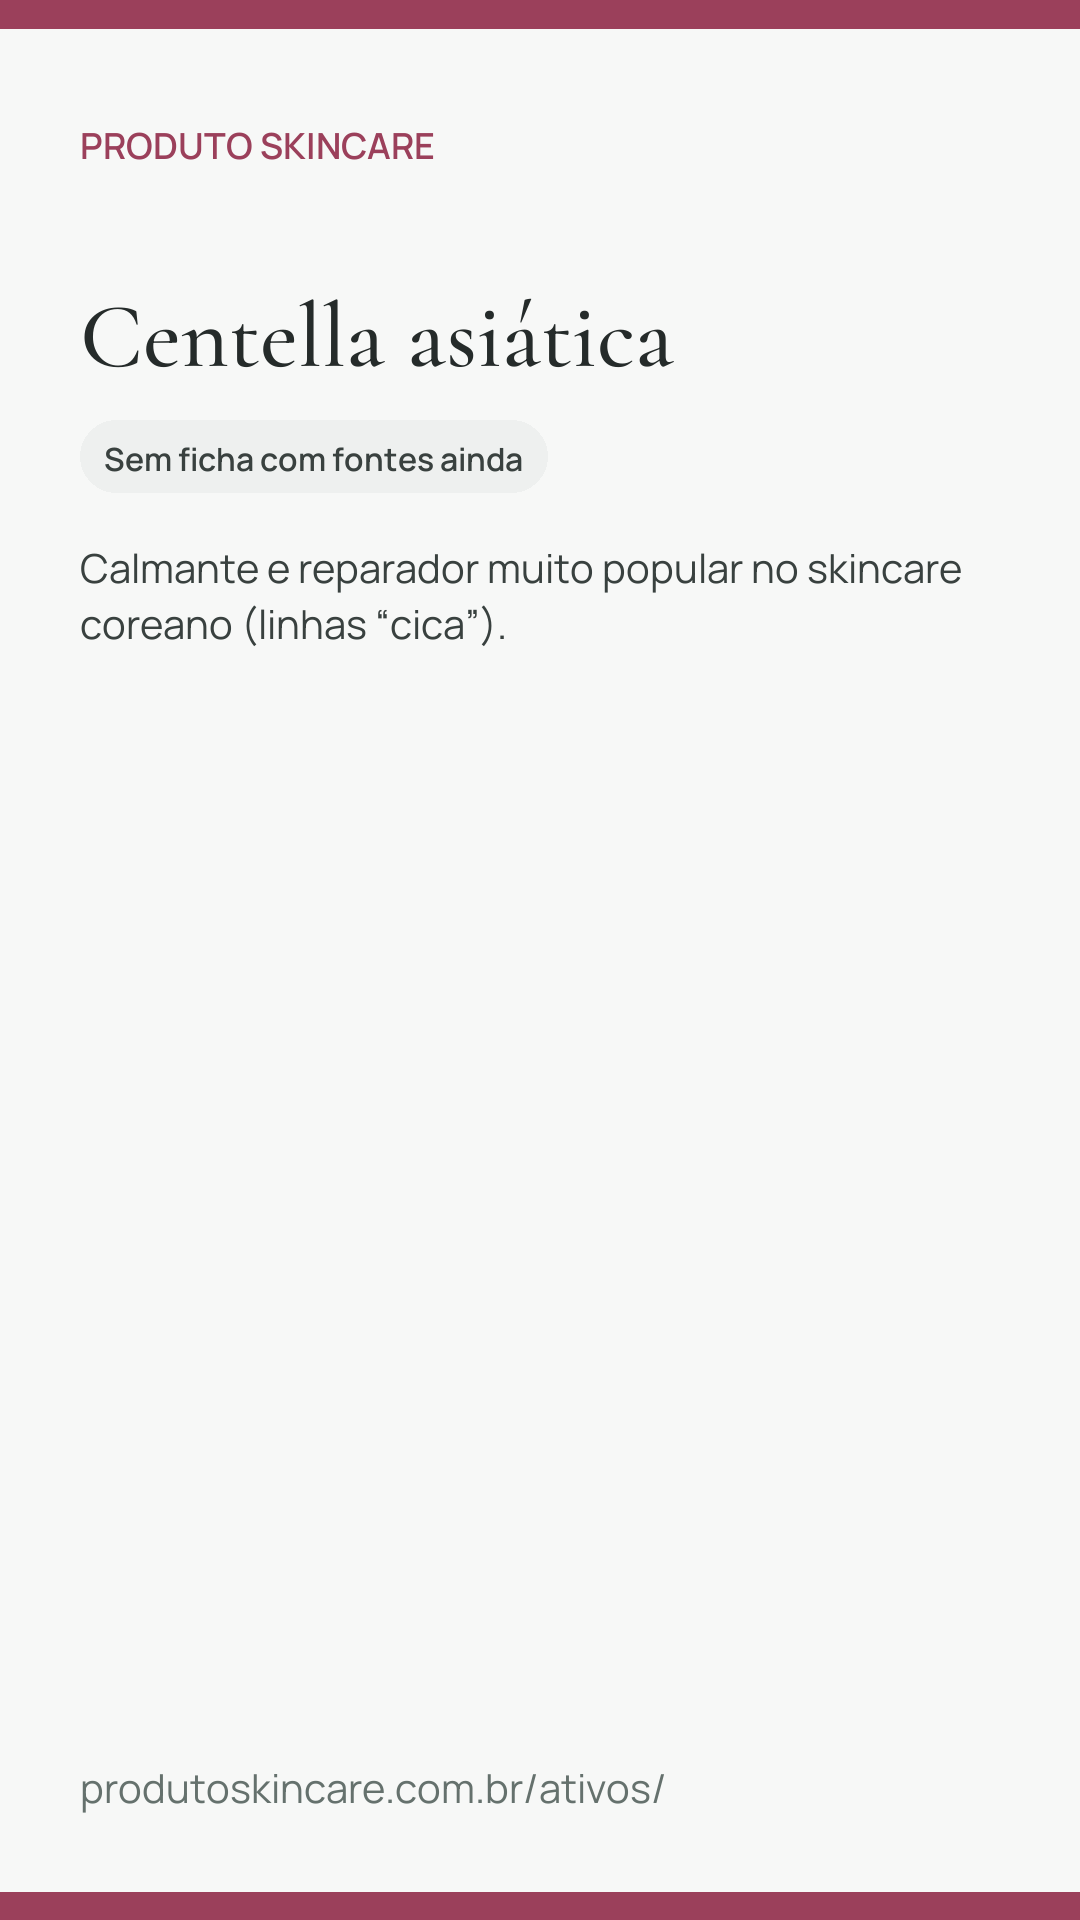 PRODUTO SKINCARE
Centella asiática
Sem ficha com fontes ainda
Calmante e reparador muito popular no skincare
coreano (linhas “cica”).
produtoskincare.com.br/ativos/